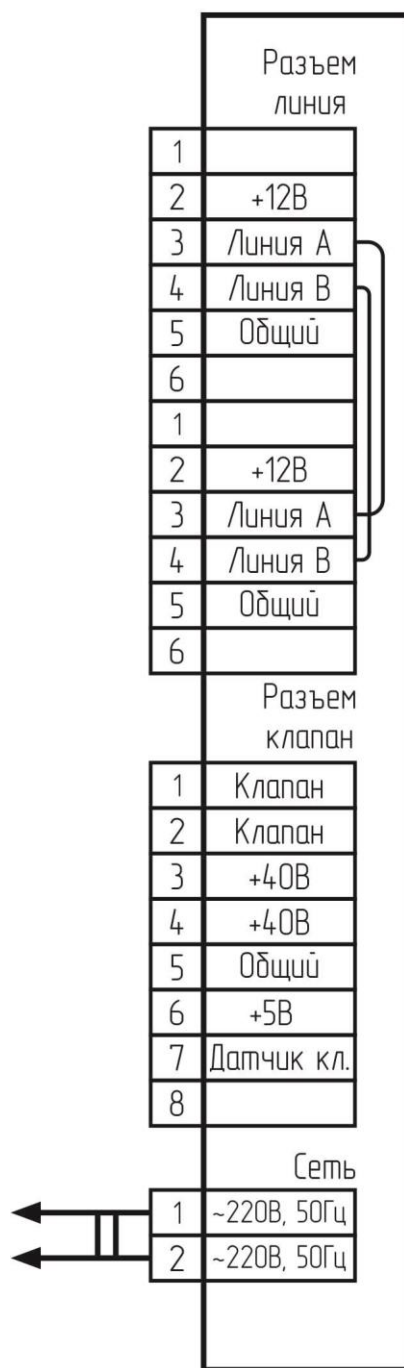 Разъем
линия
1
2 +12В
3 Линия А
4 Линия В
5 Общий
6
1
2 +12В
3 Линия А
4 Линия В
5 Общий
6
Разъем
клапан
1 Клапан
2 Клапан
3 +40В
4 +40В
5 Общий
6 +5В
7 Датчик кл.
8
Сеть
1 ~220В, 50Гц
2 ~220В, 50Гц